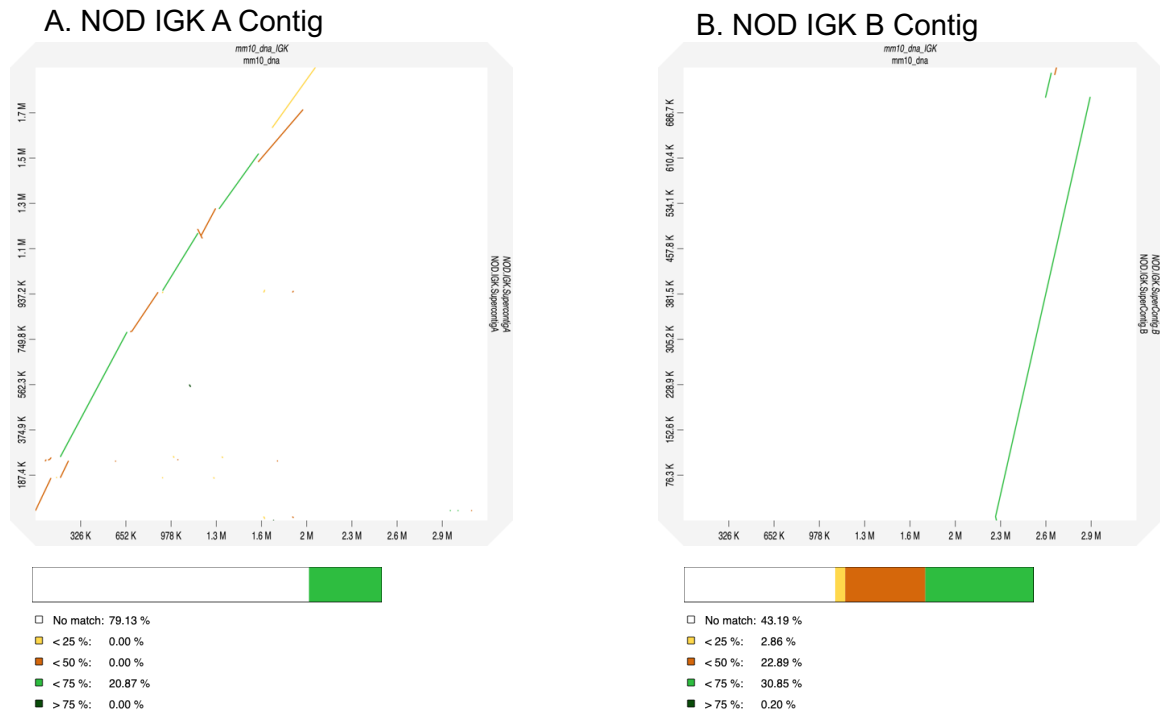 A. NOD IGK A Contig
mm10_dna_IGK
mm10_dna
1.7 M
1.5 M
1.3 M
1.1 M
937.2 K
749.8 K
562.3 K
374.9 K
187.4 K
NOD.IGK.SupercontigA
NOD.IGK.SupercontigA
326 K 652 K 978 K 1.3 M 1.6 M 2 M 2.3 M 2.6 M 2.9 M
No match: 79.13 %
< 25 %: 0.00 %
< 50 %: 0.00 %
< 75 %: 20.87 %
> 75 %: 0.00 %
B. NOD IGK B Contig
mm10_dna_IGK
mm10_dna
686.7 K
610.4 K
534.1 K
457.8 K
381.5 K
305.2 K
228.9 K
152.6 K
76.3 K
NOD.IGK.SuperContig.B
NOD.IGK.SuperContig.B
326 K 652 K 978 K 1.3 M 1.6 M 2 M 2.3 M 2.6 M 2.9 M
No match: 43.19 %
< 25 %: 2.86 %
< 50 %: 22.89 %
< 75 %: 30.85 %
> 75 %: 0.20 %